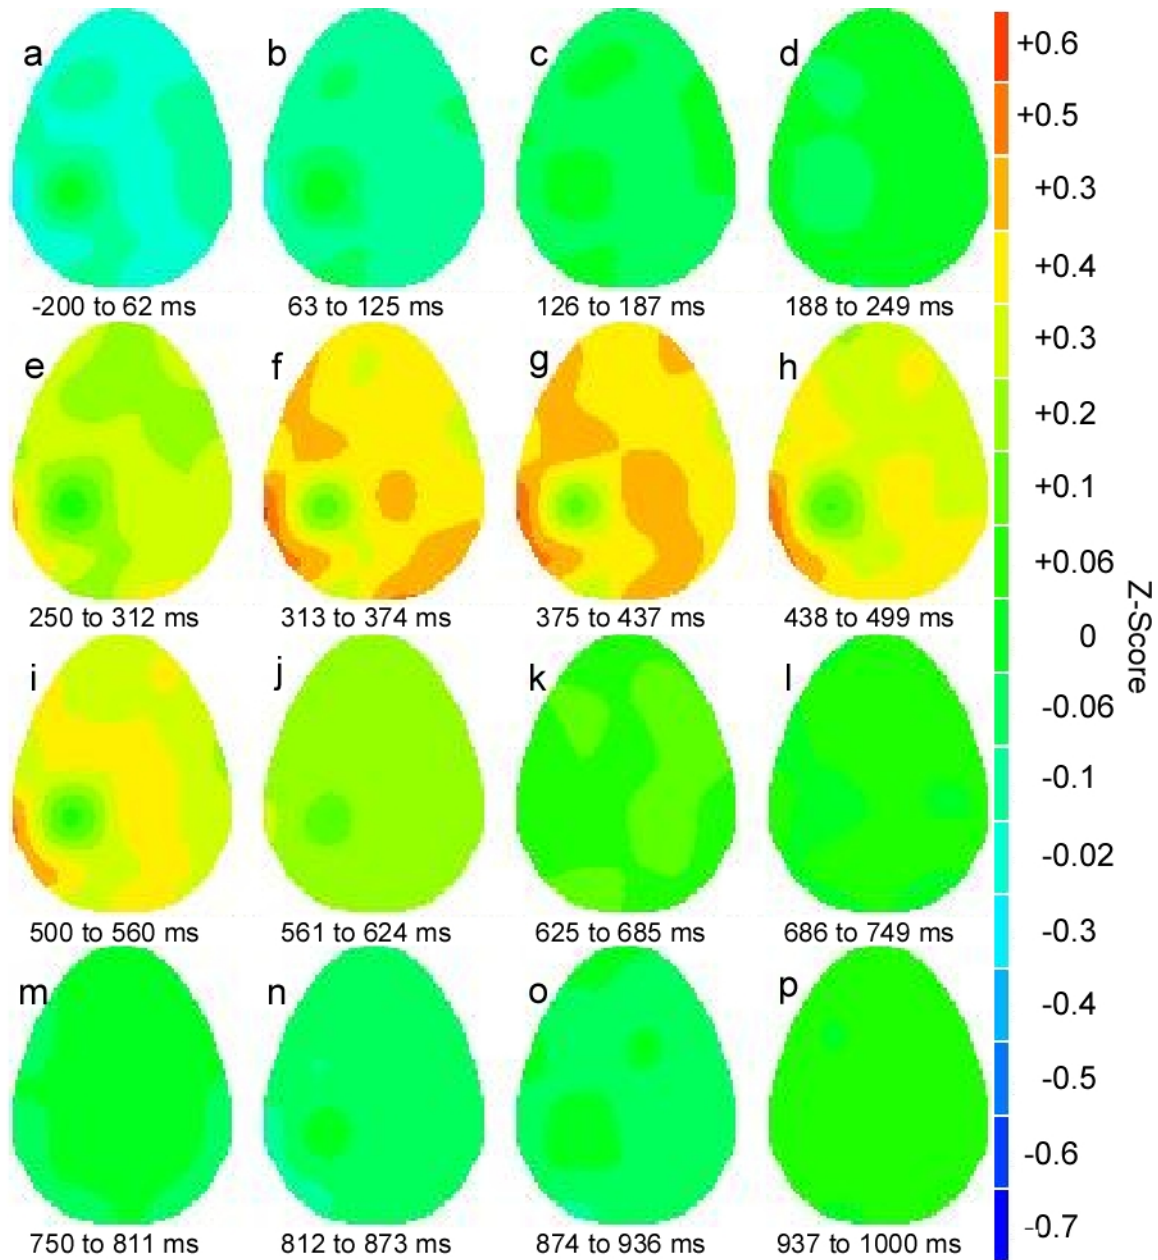 a b c d +0.6
+0.5
+0.3
+0.4
-200 to 62 ms 63 to 125 ms 126 to 187 ms 188 to 249 ms
e f g h +0.3
+0.2
+0.1
+0.06
250 to 312 ms 313 to 374 ms 375 to 437 ms 438 to 499 ms
0
Z-Score
i j k l -0.06
-0.1
-0.02
500 to 560 ms 561 to 624 ms 625 to 685 ms 686 to 749 ms
-0.3
m n o p -0.4
-0.5
-0.6
-0.7
750 to 811 ms 812 to 873 ms 874 to 936 ms 937 to 1000 ms